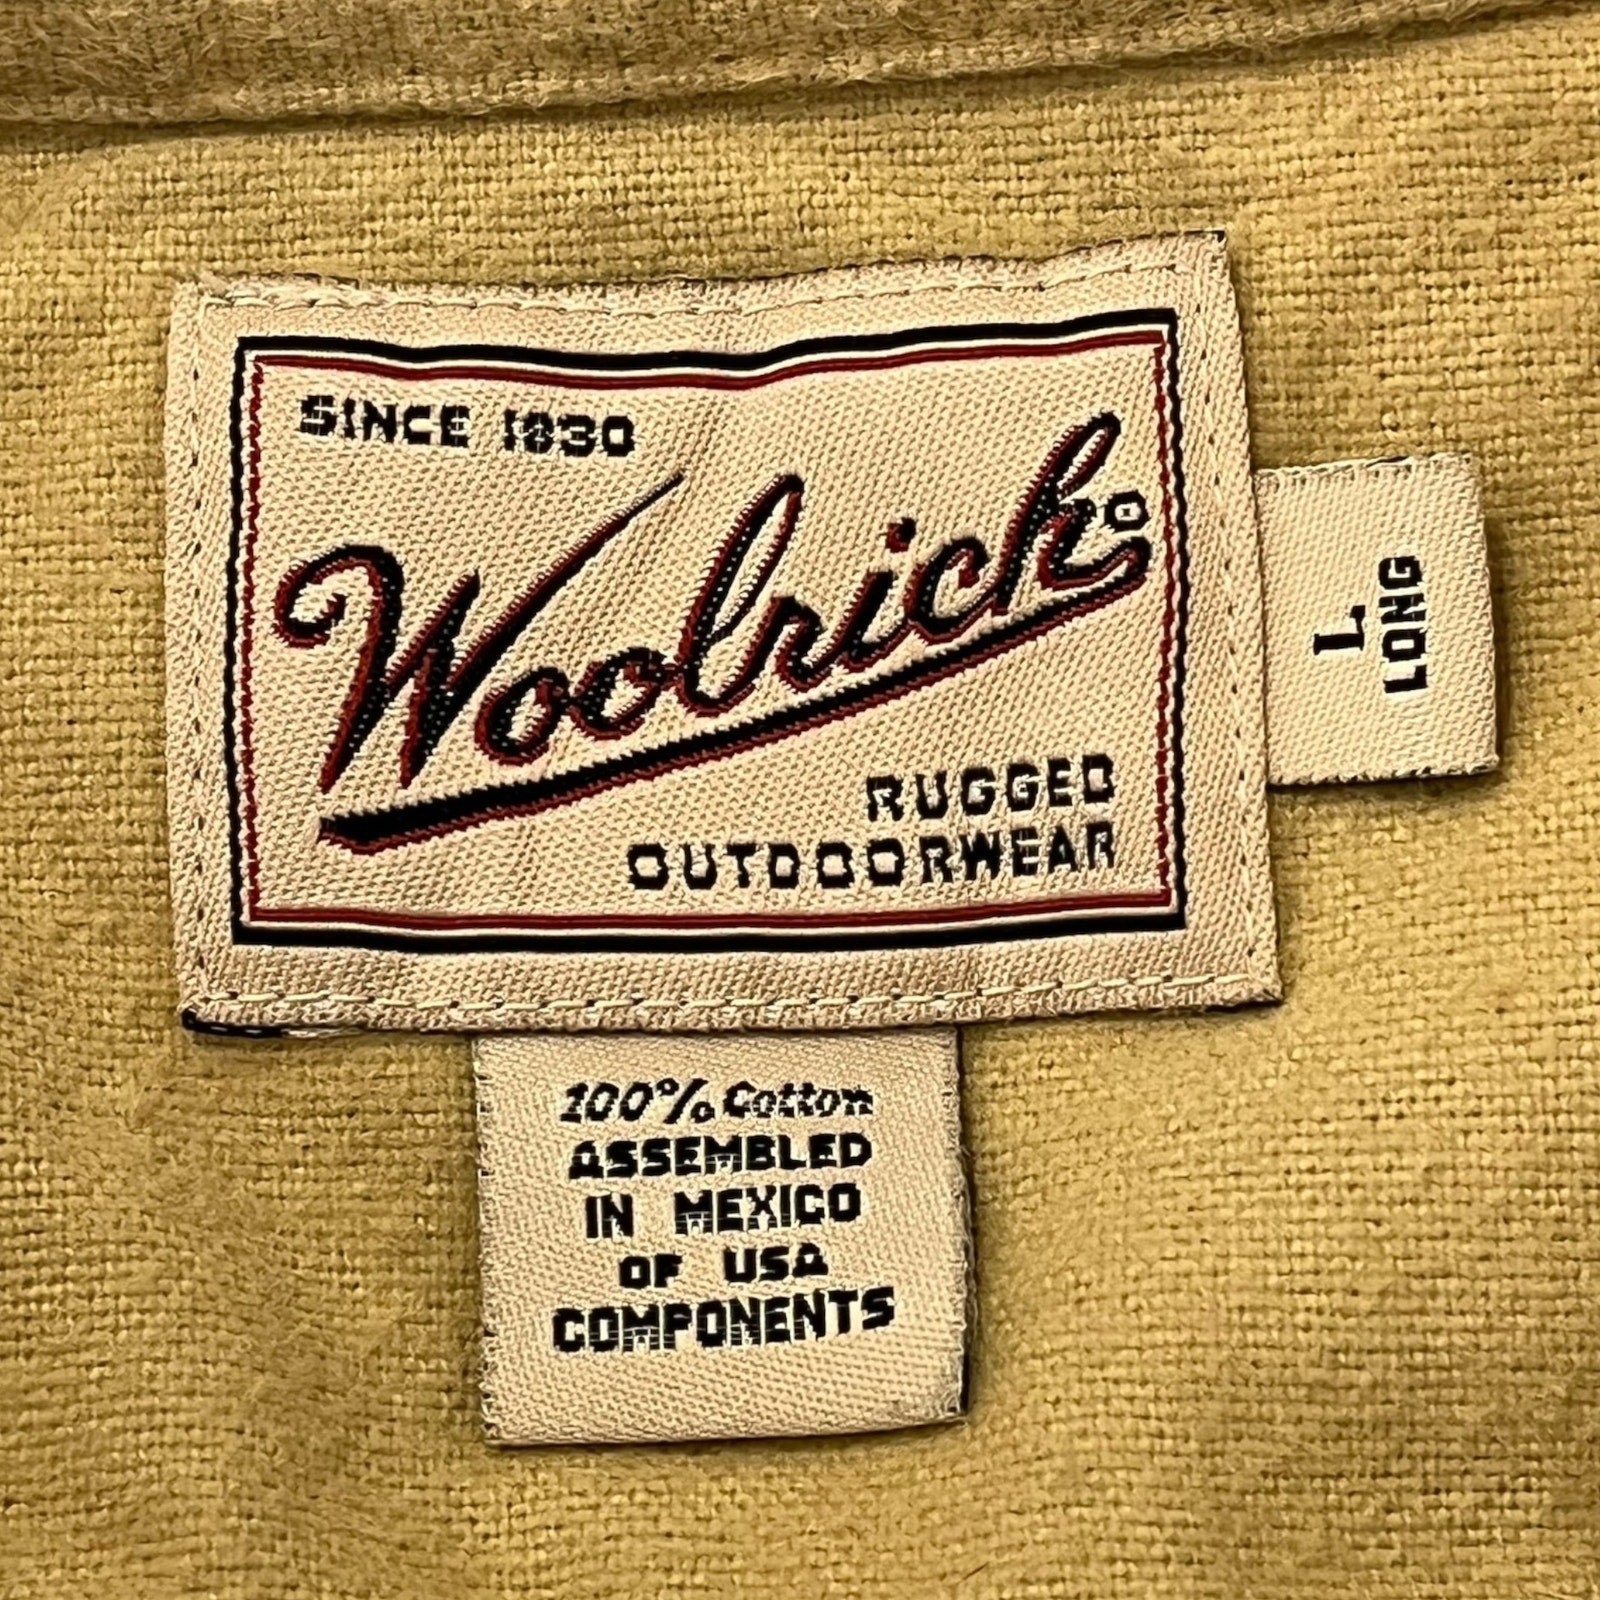 SINCE 1830
Woolrich
RUGGED
OUTDOORWEAR
L
LONG
100% Cotton
ASSEMBLED
IN MEXICO
OF USA
COMPONENTS